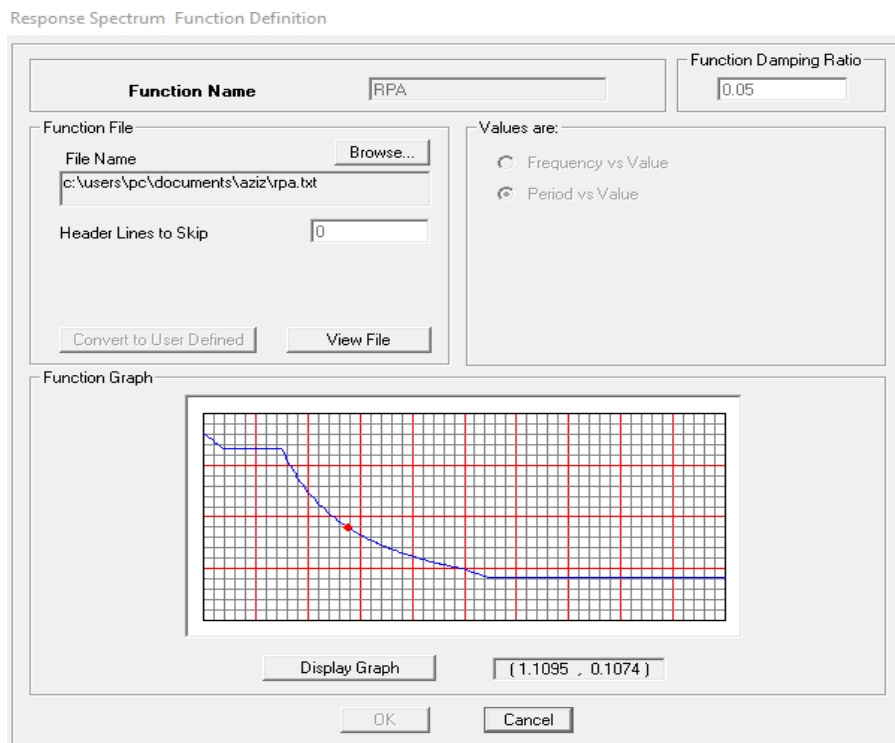 Response Spectrum  Function Definition
Function Name
RPA
Function Damping Ratio
0.05
Function File
File Name
Browse...
c:\users\pc\documents\aziz\rpa.txt
Header Lines to Skip
0
Convert to User Defined
View File
Values are:
Frequency vs Value
Period vs Value
Function Graph
Display Graph
( 1.1095  ,  0.1074 )
OK
Cancel